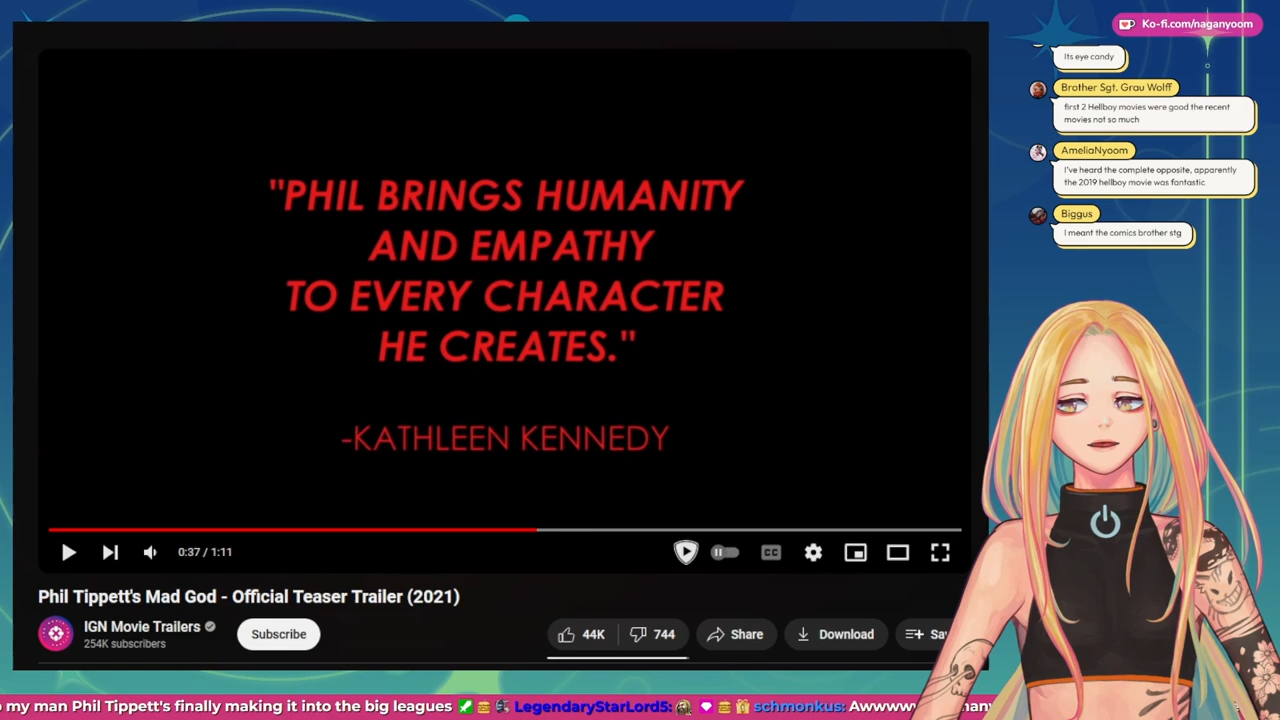 Ko-fi.com/naganyoom
Its eye candy
Brother Sgt. Grau Wolff
first 2 Hellboy movies were good the recent
movies not so much
AmeliaNyoom
I've heard the complete opposite, apparently
the 2019 hellboy movie was fantastic
Biggus
I meant the comics brother stg
"PHIL BRINGS HUMANITY
AND EMPATHY
TO EVERY CHARACTER
HE CREATES."
-KATHLEEN KENNEDY
0:37 / 1:11
CC
Phil Tippett's Mad God - Official Teaser Trailer (2021)
IGN Movie Trailers
254K subscribers
Subscribe
44K
744
Share
Download
my man Phil Tippett's finally making it into the big leagues LegendaryStarLord5: schmonkus: